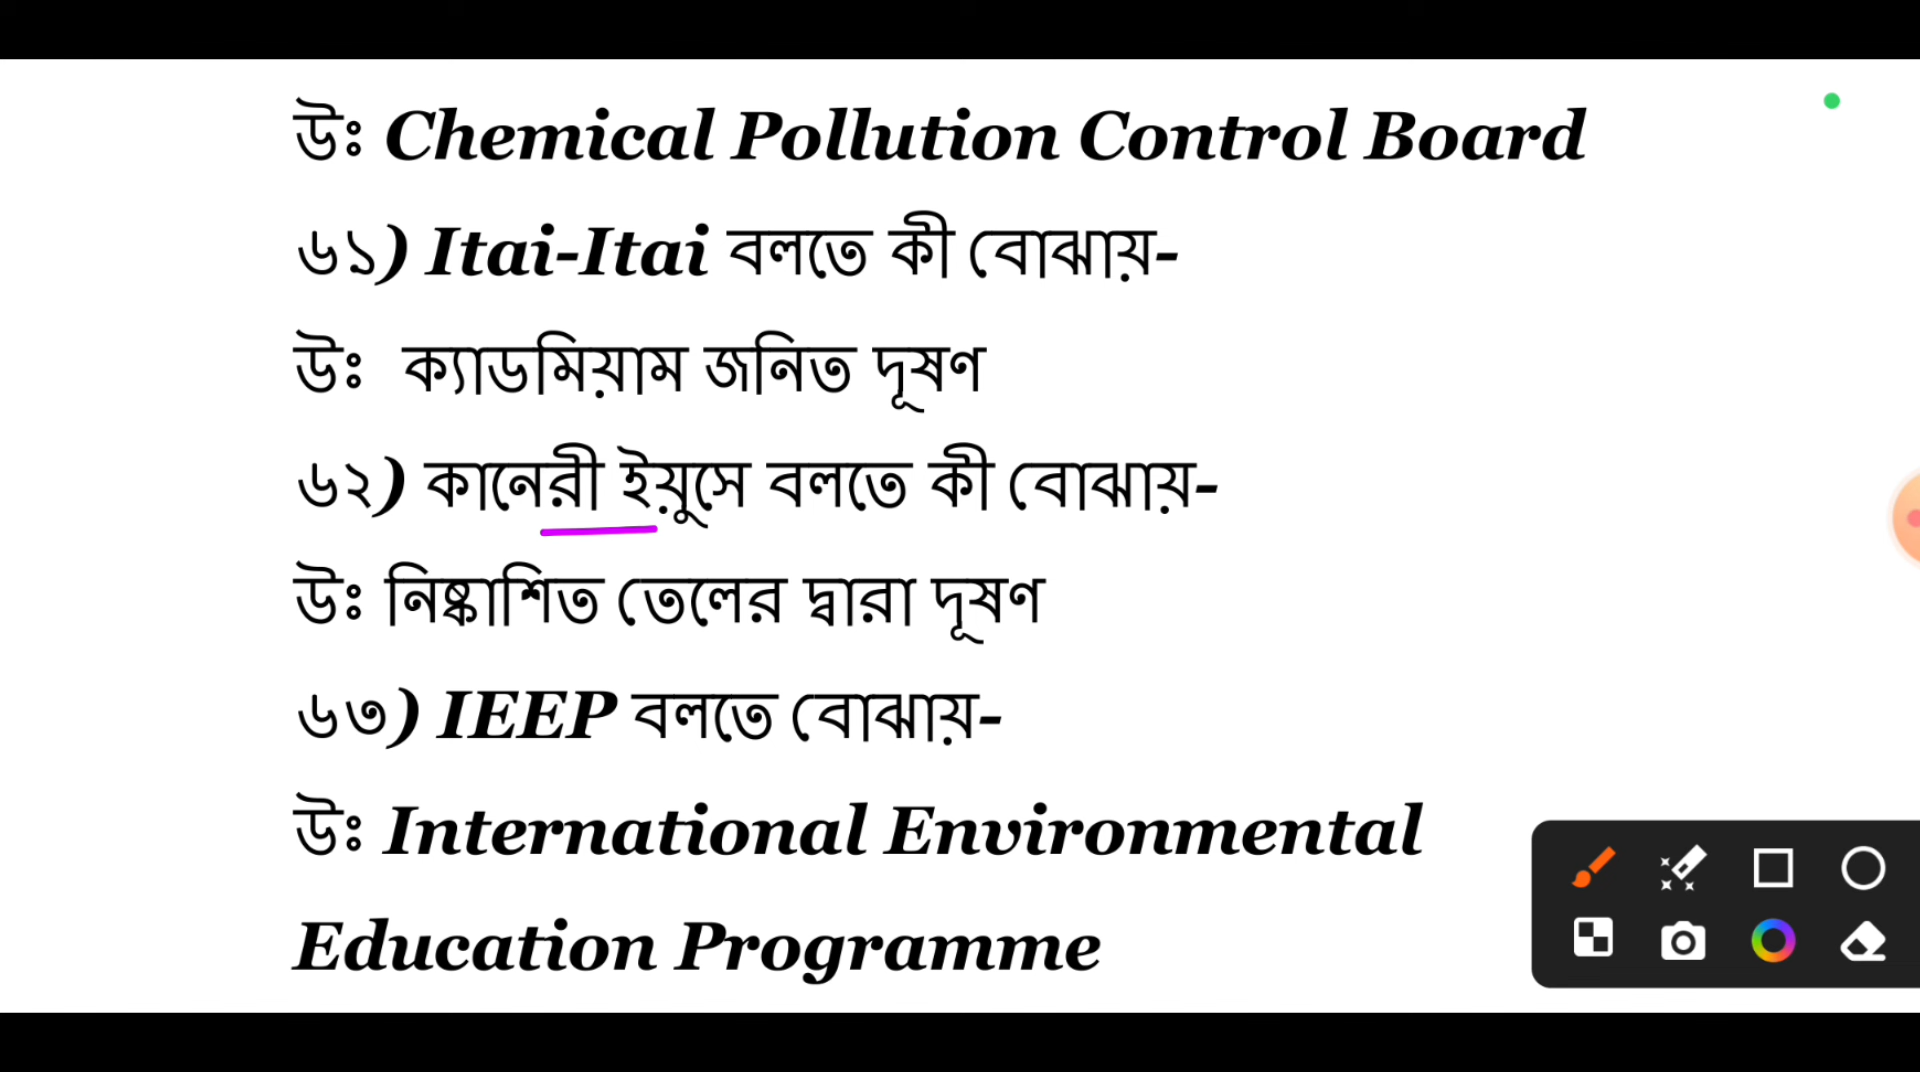 উঃ Chemical Pollution Control Board
৬১) Itai-Itai বলতে কী বোঝায়-
উঃ ক্যাডমিয়াম জনিত দূষণ
৬২) কানেরী ইয়ুসে বলতে কী বোঝায়-
উঃ নিষ্কাশিত তেলের দ্বারা দূষণ
৬৩) IEEP বলতে বোঝায়-
উঃ International Environmental
Education Programme